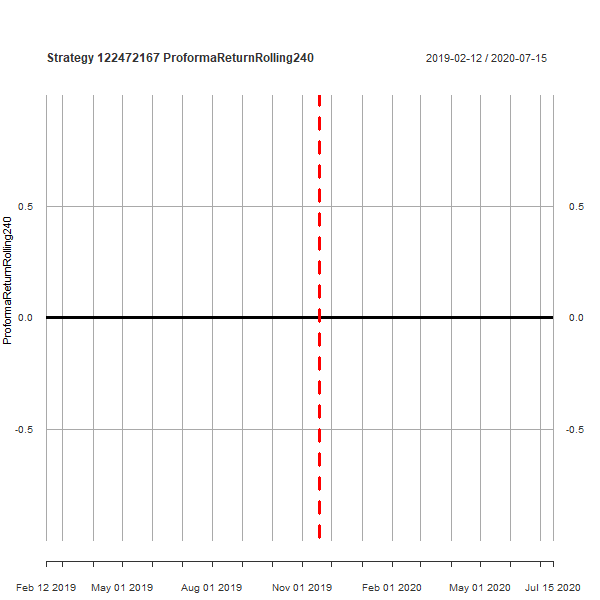 Strategy 122472167 ProformaReturnRolling240
2019-02-12 / 2020-07-15
ProformaReturnRolling240
0.5
0.5
0.0
0.0
-0.5
-0.5
Feb 12 2019
May 01 2019
Aug 01 2019
Nov 01 2019
Feb 01 2020
May 01 2020
Jul 15 2020